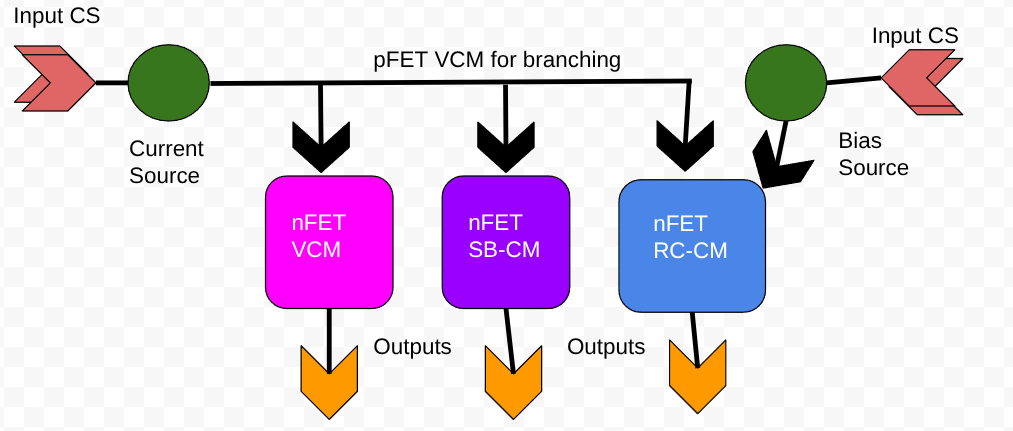 Input CS
Input CS
pFET VCM for branching
Current
Source
Bias
Source
nFET
VCM
nFET
SB-CM
nFET
RC-CM
Outputs
Outputs